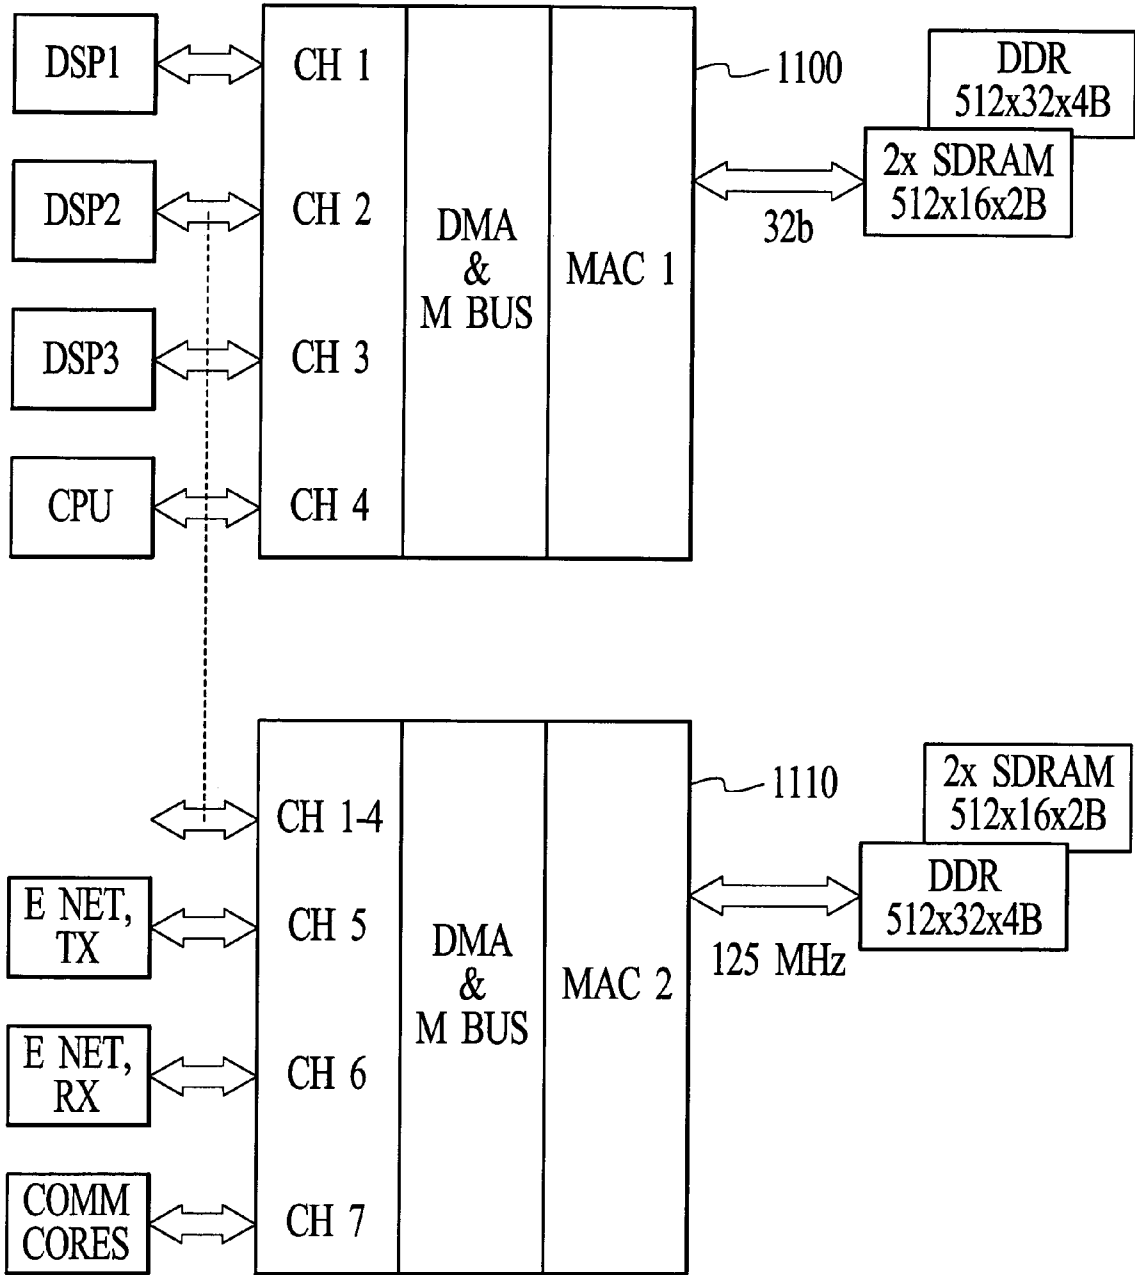 DSP1
CH 1
1100
DDR
512x32x4B
2x SDRAM
512x16x2B
32b
DSP2
CH 2
DMA
&
M BUS
MAC 1
DSP3
CH 3
CPU
CH 4
CH 1-4
1110
2x SDRAM
512x16x2B
DDR
512x32x4B
125 MHz
E NET,
TX
CH 5
DMA
&
M BUS
MAC 2
E NET,
RX
CH 6
COMM
CORES
CH 7